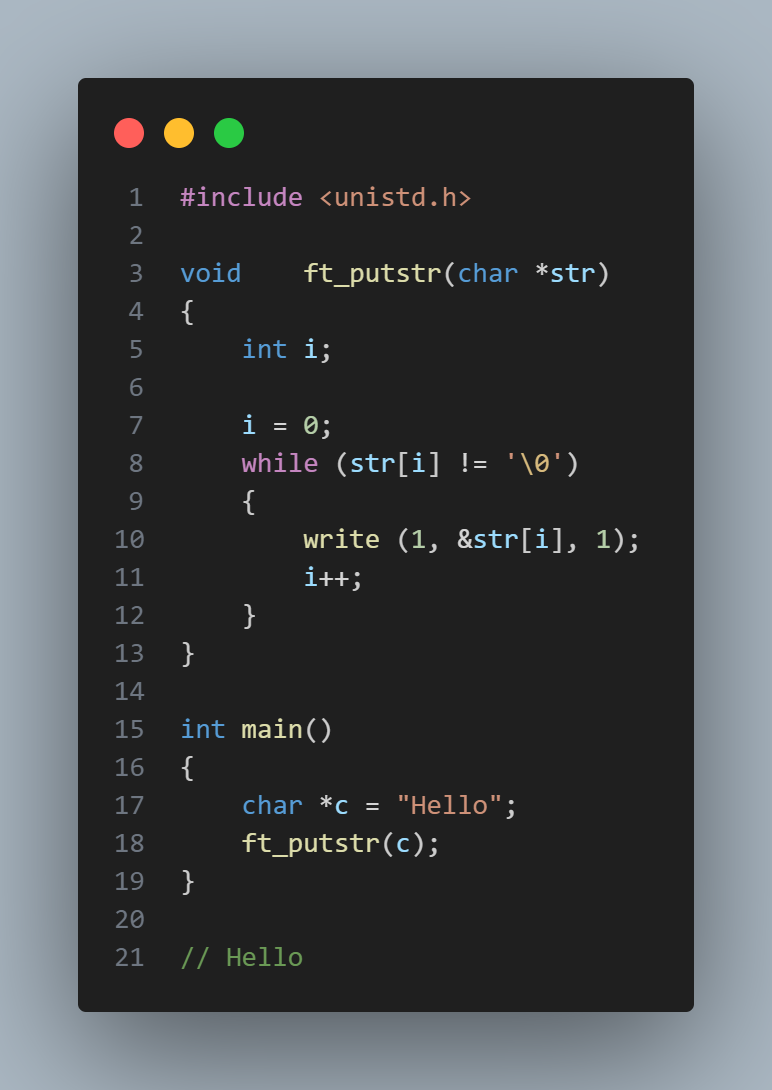 1 #include <unistd.h>
2
3 void    ft_putstr(char *str)
4 {
5     int i;
6
7     i = 0;
8     while (str[i] != '\0')
9     {
10         write (1, &str[i], 1);
11         i++;
12     }
13 }
14
15 int main()
16 {
17     char *c = "Hello";
18     ft_putstr(c);
19 }
20
21 // Hello